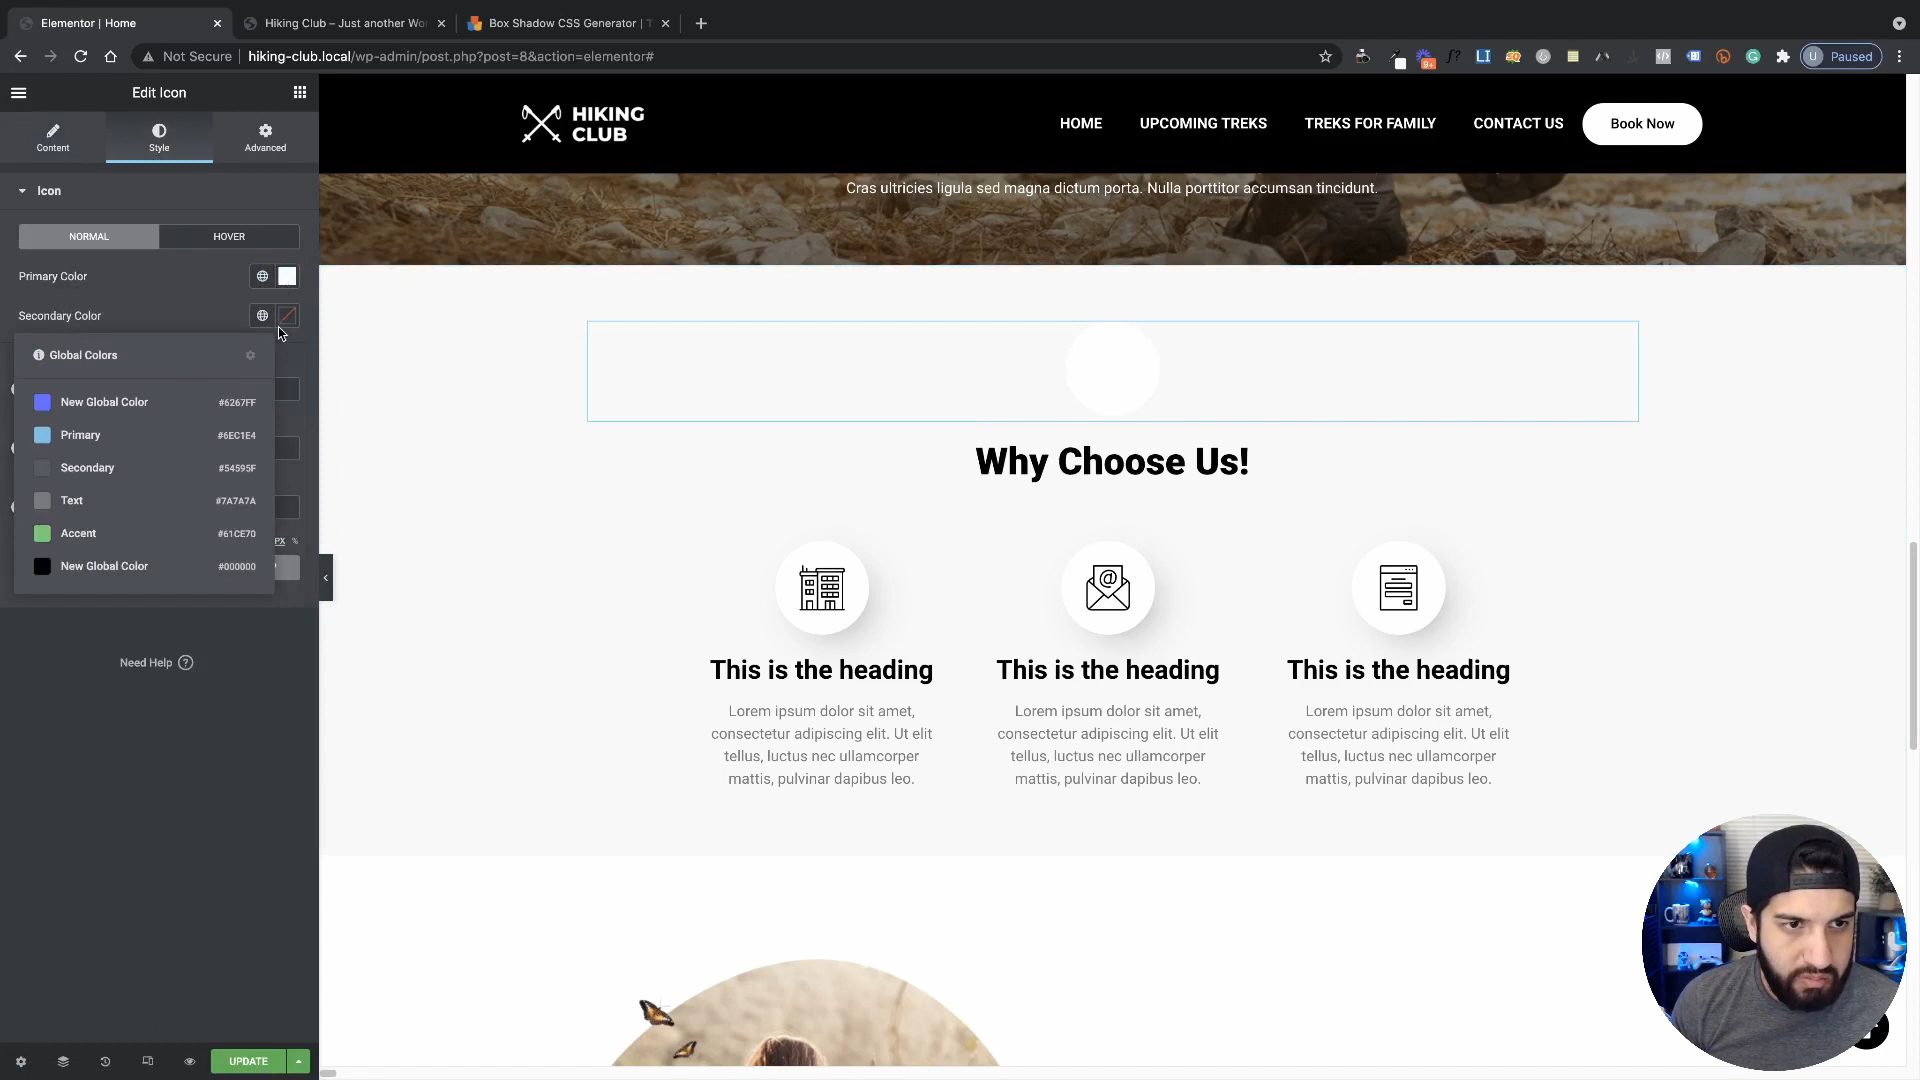 Elementor | Home
Hiking Club – Just another Wo
Box Shadow CSS Generator |
Not Secure
hiking-club.local/wp-admin/post.php?post=8&action=elementor#
9+
f?
LI
U
Paused
Edit Icon
Content
Style
Advanced
Icon
NORMAL
HOVER
Primary Color
Secondary Color
Global Colors
New Global Color
#6267FF
Primary
#6EC1E4
Secondary
#54595F
Text
#7A7A7A
Accent
#61CE70
PX %
New Global Color
#000000
Need Help
UPDATE
HIKING
CLUB
HOME
UPCOMING TREKS
TREKS FOR FAMILY
CONTACT US
Book Now
Cras ultricies ligula sed magna dictum porta. Nulla porttitor accumsan tincidunt.
Why Choose Us!
This is the heading
Lorem ipsum dolor sit amet,
consectetur adipiscing elit. Ut elit
tellus, luctus nec ullamcorper
mattis, pulvinar dapibus leo.
This is the heading
Lorem ipsum dolor sit amet,
consectetur adipiscing elit. Ut elit
tellus, luctus nec ullamcorper
mattis, pulvinar dapibus leo.
This is the heading
Lorem ipsum dolor sit amet,
consectetur adipiscing elit. Ut elit
tellus, luctus nec ullamcorper
mattis, pulvinar dapibus leo.